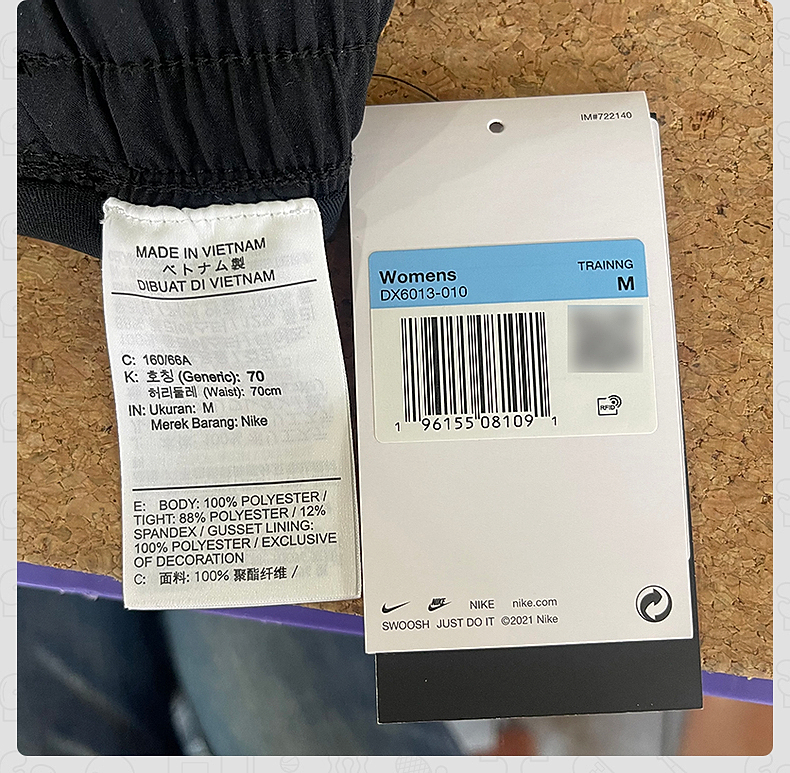 MADE IN VIETNAM
ベトナム製
DIBUAT DI VIETNAM
C: 160/66A
K: 호칭 (Generic): 70
허리둘레 (Waist): 70cm
IN: Ukuran: M
Merek Barang: Nike
E: BODY: 100% POLYESTER /
TIGHT: 88% POLYESTER / 12%
SPANDEX / GUSSET LINING:
100% POLYESTER / EXCLUSIVE
OF DECORATION
C: 面料: 100% 聚酯纤维 /
IM#722140
Womens
TRAINNG
DX6013-010
M
1 96155 08109 1
RFID
NIKE nike.com
SWOOSH JUST DO IT ©2021 Nike